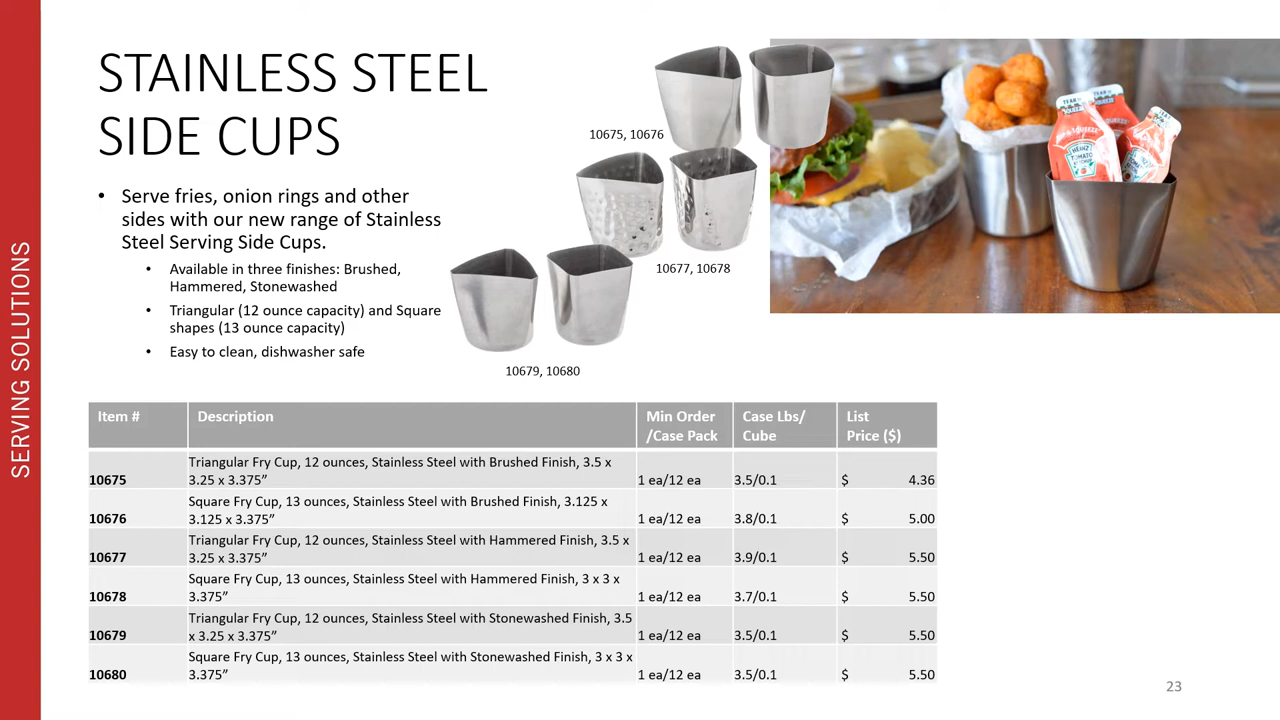 SERVING SOLUTIONS
STAINLESS STEEL
SIDE CUPS
• Serve fries, onion rings and other
sides with our new range of Stainless
Steel Serving Side Cups.
• Available in three finishes: Brushed,
Hammered, Stonewashed
• Triangular (12 ounce capacity) and Square
shapes (13 ounce capacity)
• Easy to clean, dishwasher safe
10675, 10676
10677, 10678
10679, 10680
TEAR
SQUEEZE
HEINZ
TOMATO
Item # Description Min Order
/Case Pack Case Lbs/
Cube List
Price ($)
10675 Triangular Fry Cup, 12 ounces, Stainless Steel with Brushed Finish, 3.5 x
3.25 x 3.375” 1 ea/12 ea 3.5/0.1 $ 4.36
10676 Square Fry Cup, 13 ounces, Stainless Steel with Brushed Finish, 3.125 x
3.125 x 3.375” 1 ea/12 ea 3.8/0.1 $ 5.00
10677 Triangular Fry Cup, 12 ounces, Stainless Steel with Hammered Finish, 3.5 x
3.25 x 3.375” 1 ea/12 ea 3.9/0.1 $ 5.50
10678 Square Fry Cup, 13 ounces, Stainless Steel with Hammered Finish, 3 x 3 x
3.375” 1 ea/12 ea 3.7/0.1 $ 5.50
10679 Triangular Fry Cup, 12 ounces, Stainless Steel with Stonewashed Finish, 3.5
x 3.25 x 3.375” 1 ea/12 ea 3.5/0.1 $ 5.50
10680 Square Fry Cup, 13 ounces, Stainless Steel with Stonewashed Finish, 3 x 3 x
3.375” 1 ea/12 ea 3.5/0.1 $ 5.50
23